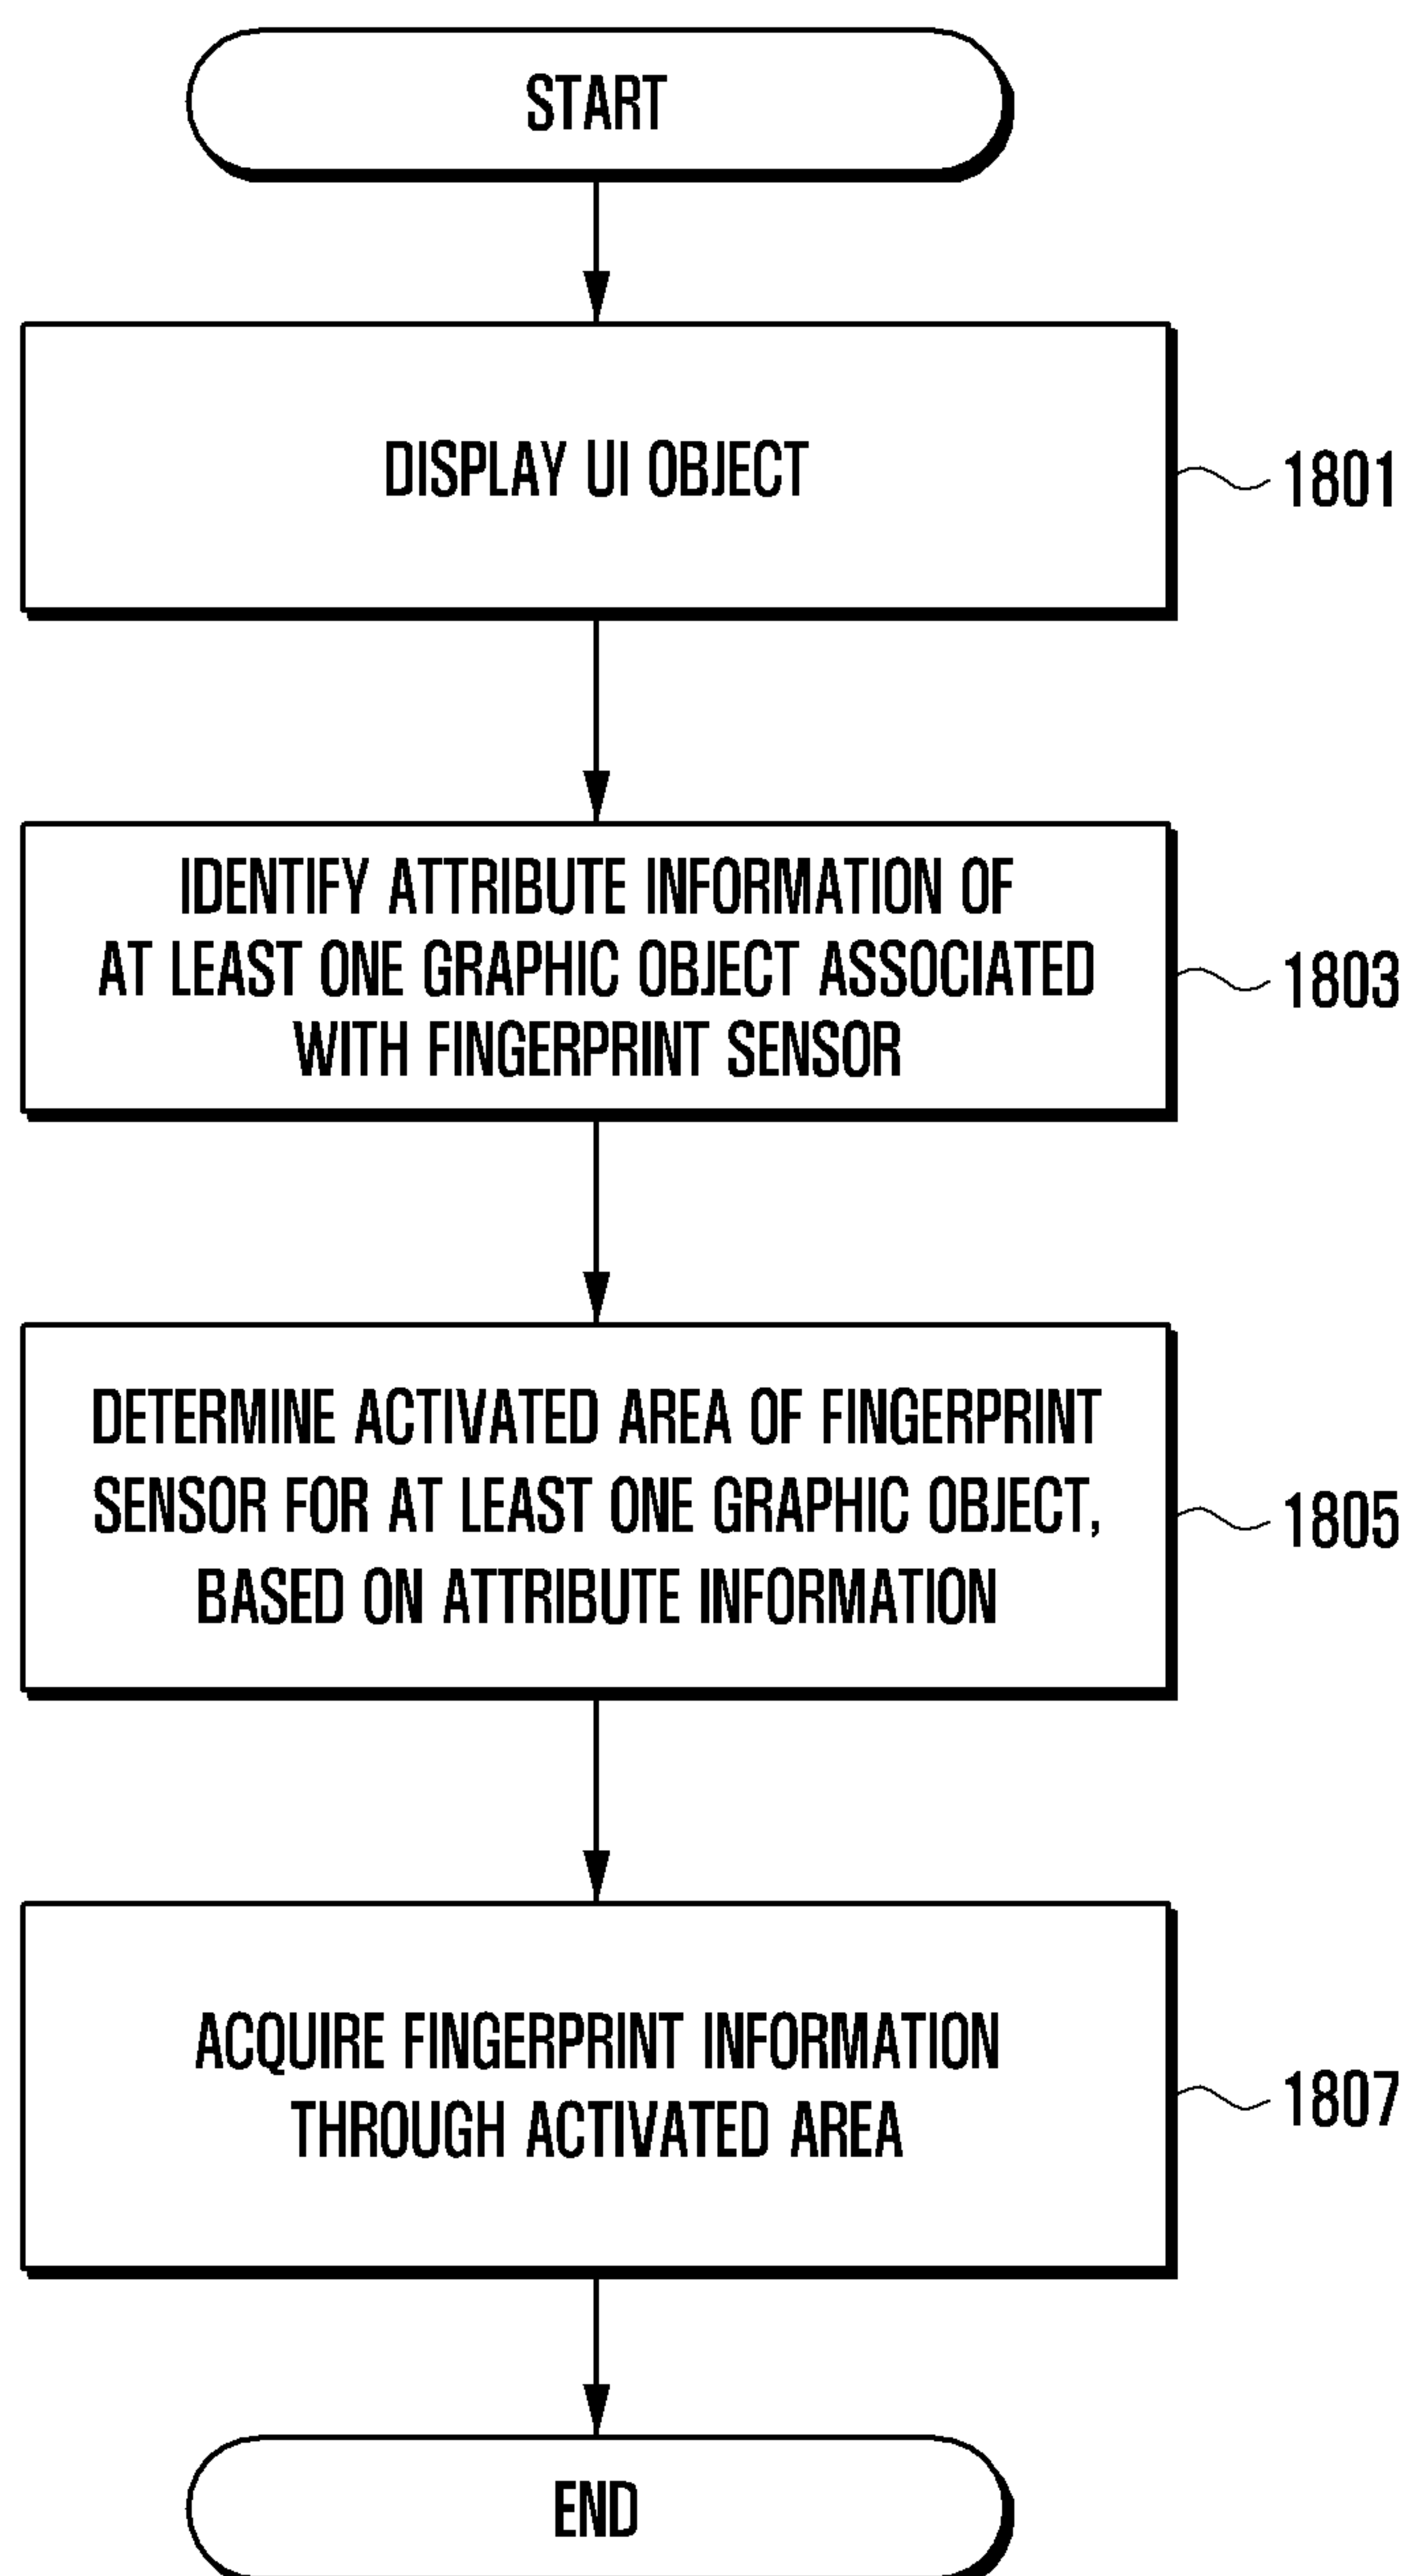 START
DISPLAY UI OBJECT
1801
IDENTIFY ATTRIBUTE INFORMATION OF
AT LEAST ONE GRAPHIC OBJECT ASSOCIATED
WITH FINGERPRINT SENSOR
1803
DETERMINE ACTIVATED AREA OF FINGERPRINT
SENSOR FOR AT LEAST ONE GRAPHIC OBJECT,
BASED ON ATTRIBUTE INFORMATION
1805
ACQUIRE FINGERPRINT INFORMATION
THROUGH ACTIVATED AREA
1807
END